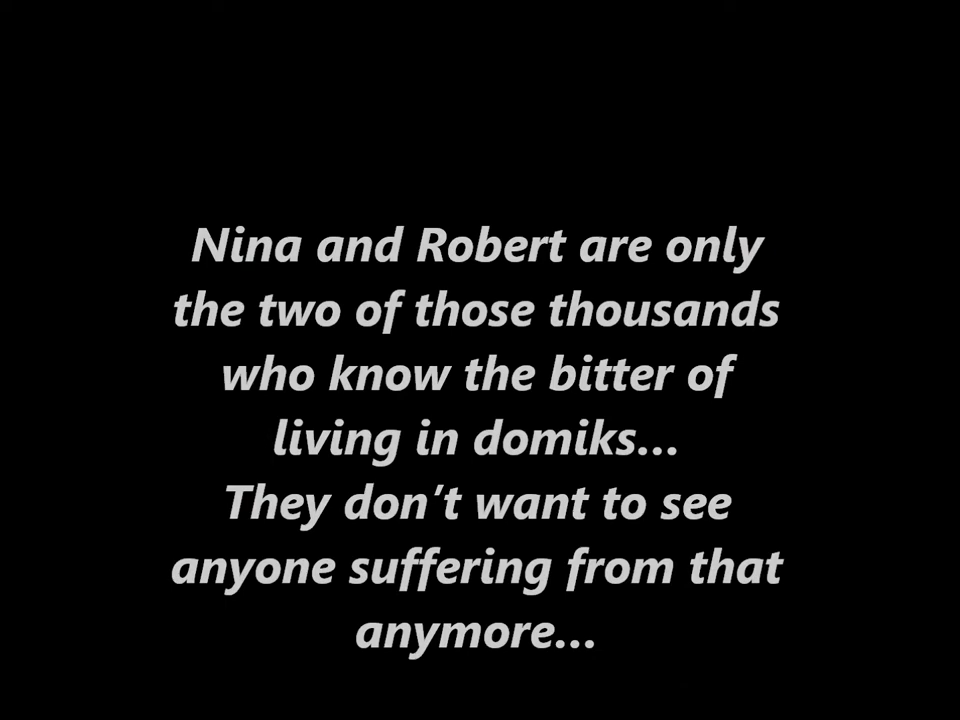 Nina and Robert are only
the two of those thousands
who know the bitter of
living in domiks...
They don't want to see
anyone suffering from that
anymore...